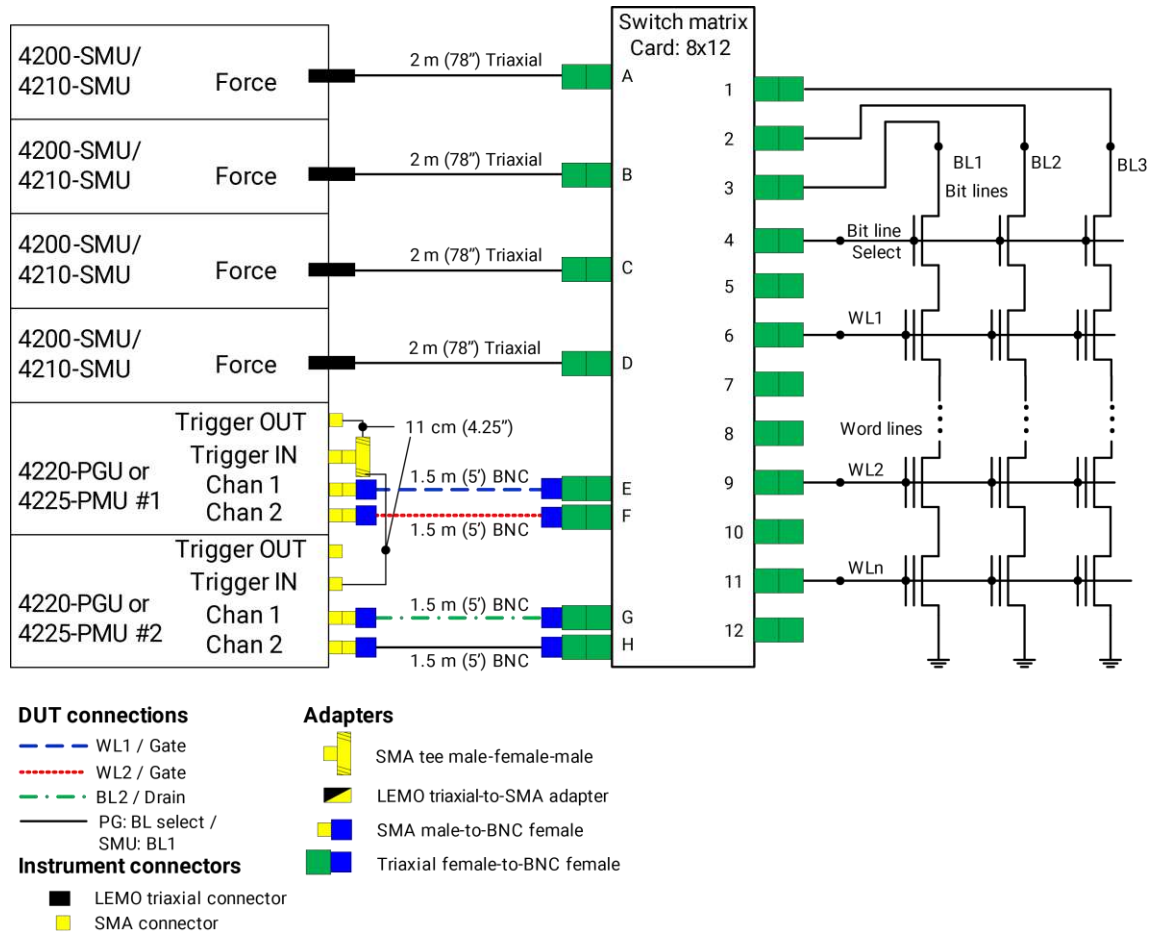 4200-SMU/
4210-SMU
Force
2 m (78”) Triaxial
A
4200-SMU/
4210-SMU
Force
2 m (78”) Triaxial
B
4200-SMU/
4210-SMU
Force
2 m (78”) Triaxial
C
4200-SMU/
4210-SMU
Force
2 m (78”) Triaxial
D
Trigger OUT
Trigger IN
4220-PGU or
4225-PMU #1
Chan 1
Chan 2
11 cm (4.25”)
1.5 m (5’) BNC
E
F
1.5 m (5’) BNC
Trigger OUT
Trigger IN
4220-PGU or
4225-PMU #2
Chan 1
Chan 2
1.5 m (5’) BNC
G
H
1.5 m (5’) BNC
Switch matrix
Card: 8x12
1
2
3
4
5
6
7
8
9
10
11
12
BL1
BL2
BL3
Bit lines
Bit line
Select
WL1
Word lines
WL2
WLn
DUT connections
WL1 / Gate
WL2 / Gate
BL2 / Drain
PG: BL select /
SMU: BL1
Instrument connectors
LEMO triaxial connector
SMA connector
Adapters
SMA tee male-female-male
LEMO triaxial-to-SMA adapter
SMA male-to-BNC female
Triaxial female-to-BNC female